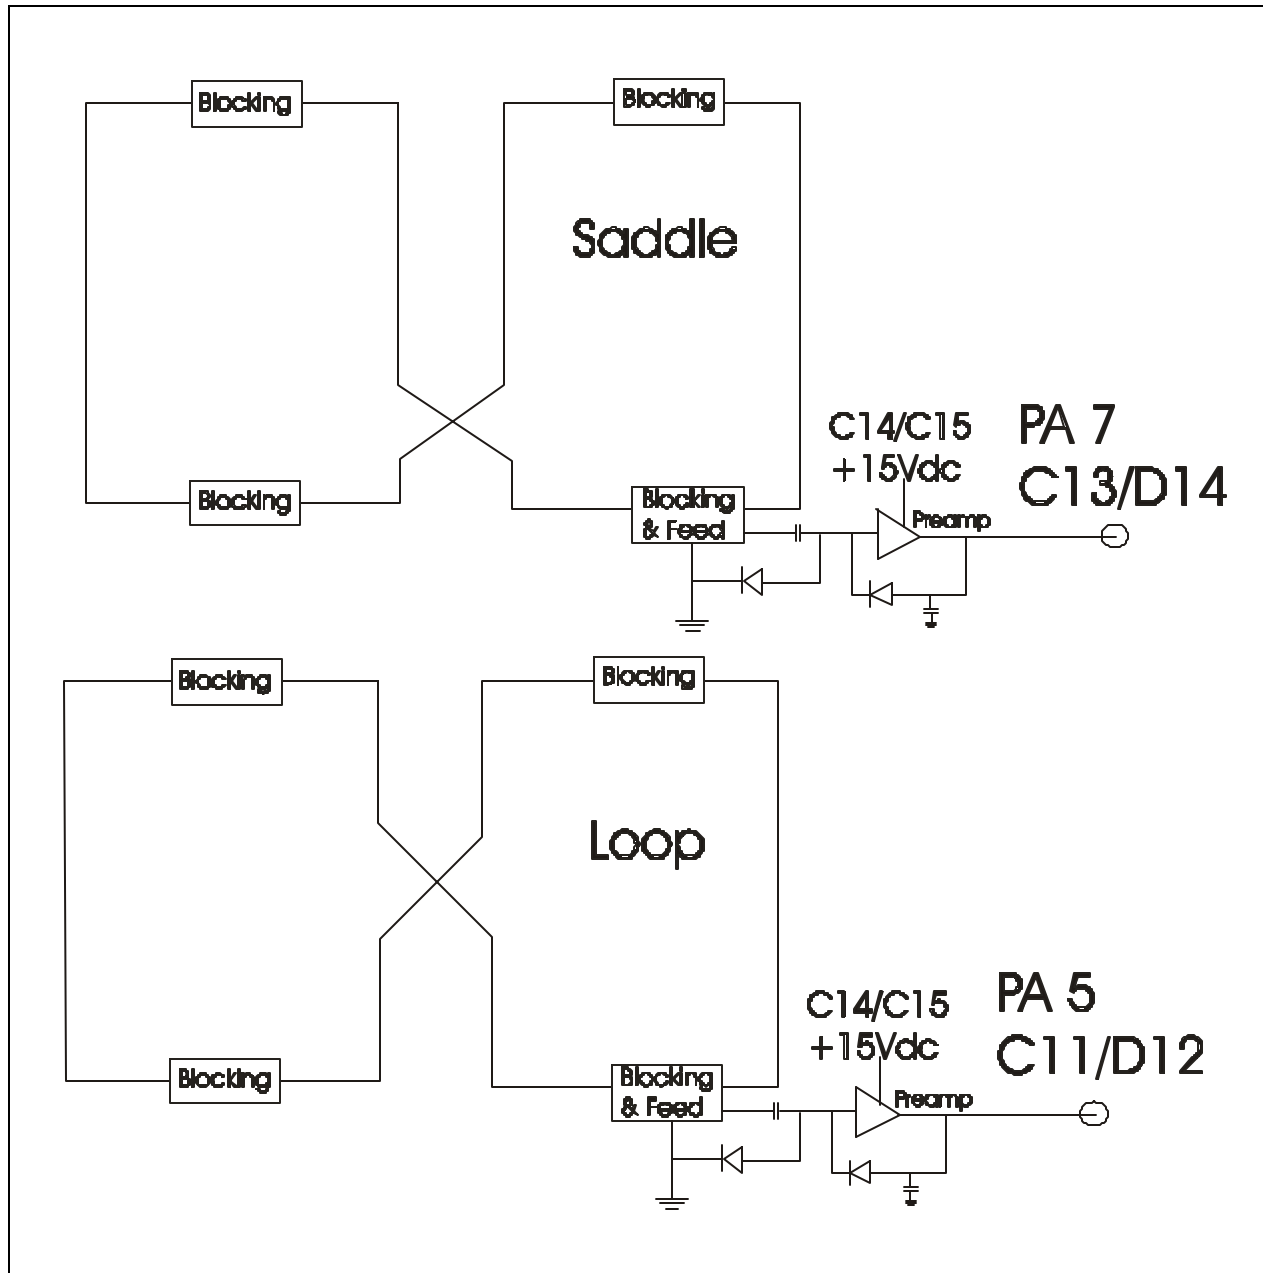 Blocking
Blocking
Saddle
C14/C15
+15Vdc
PA 7
C13/D14
Blocking
Blocking
& Feed
Preamp
Blocking
Blocking
Loop
C14/C15
+15Vdc
PA 5
C11/D12
Blocking
Blocking
& Feed
Preamp